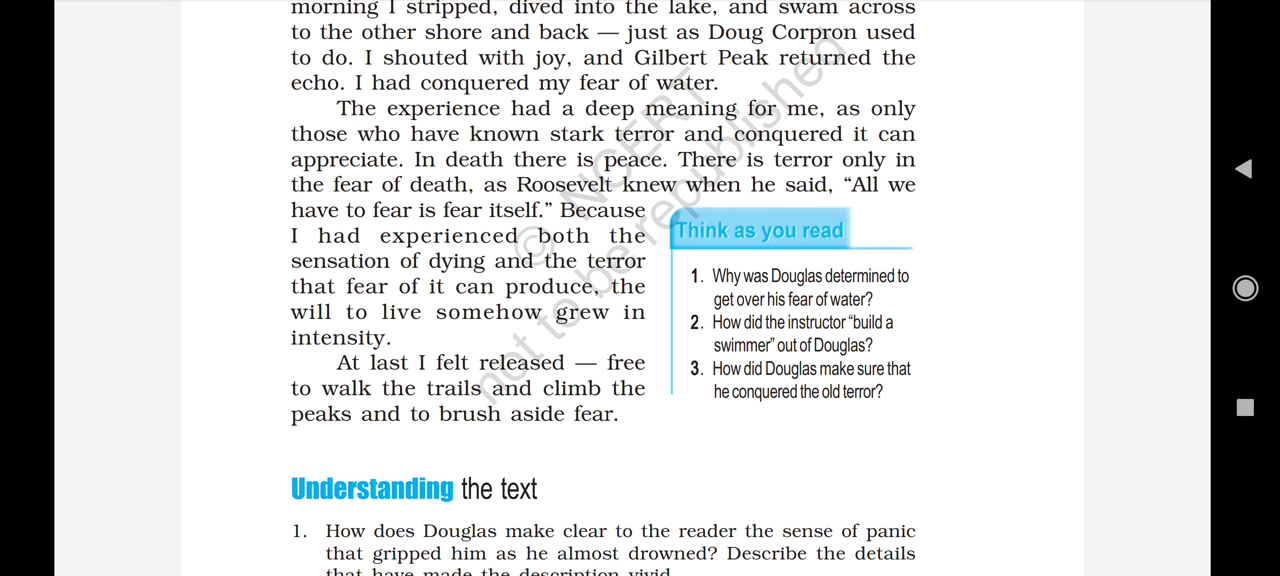 morning I stripped, dived into the lake, and swam across
to the other shore and back — just as Doug Corpron used
to do. I shouted with joy, and Gilbert Peak returned the
echo. I had conquered my fear of water.
The experience had a deep meaning for me, as only
those who have known stark terror and conquered it can
appreciate. In death there is peace. There is terror only in
the fear of death, as Roosevelt knew when he said, “All we
have to fear is fear itself.” Because
I had experienced both the
sensation of dying and the terror
that fear of it can produce, the
will to live somehow grew in
intensity.
At last I felt released — free
to walk the trails and climb the
peaks and to brush aside fear.
Think as you read
1. Why was Douglas determined to
get over his fear of water?
2. How did the instructor “build a
swimmer” out of Douglas?
3. How did Douglas make sure that
he conquered the old terror?
Understanding the text
1. How does Douglas make clear to the reader the sense of panic
that gripped him as he almost drowned? Describe the details
that have made the description vivid.
© NCERT
not to be republished